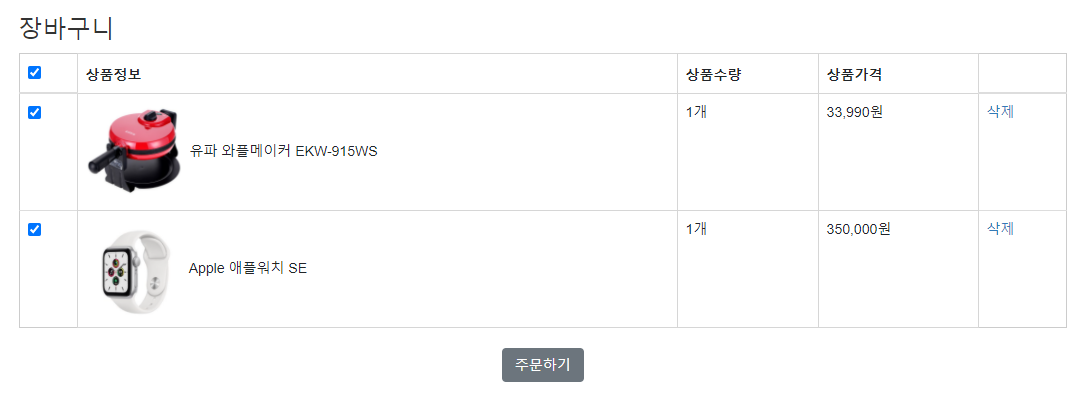 장바구니
상품정보 상품수량 상품가격
유파 와플메이커 EKW-915WS 1개 33,990원 삭제
Apple 애플워치 SE 1개 350,000원 삭제
주문하기